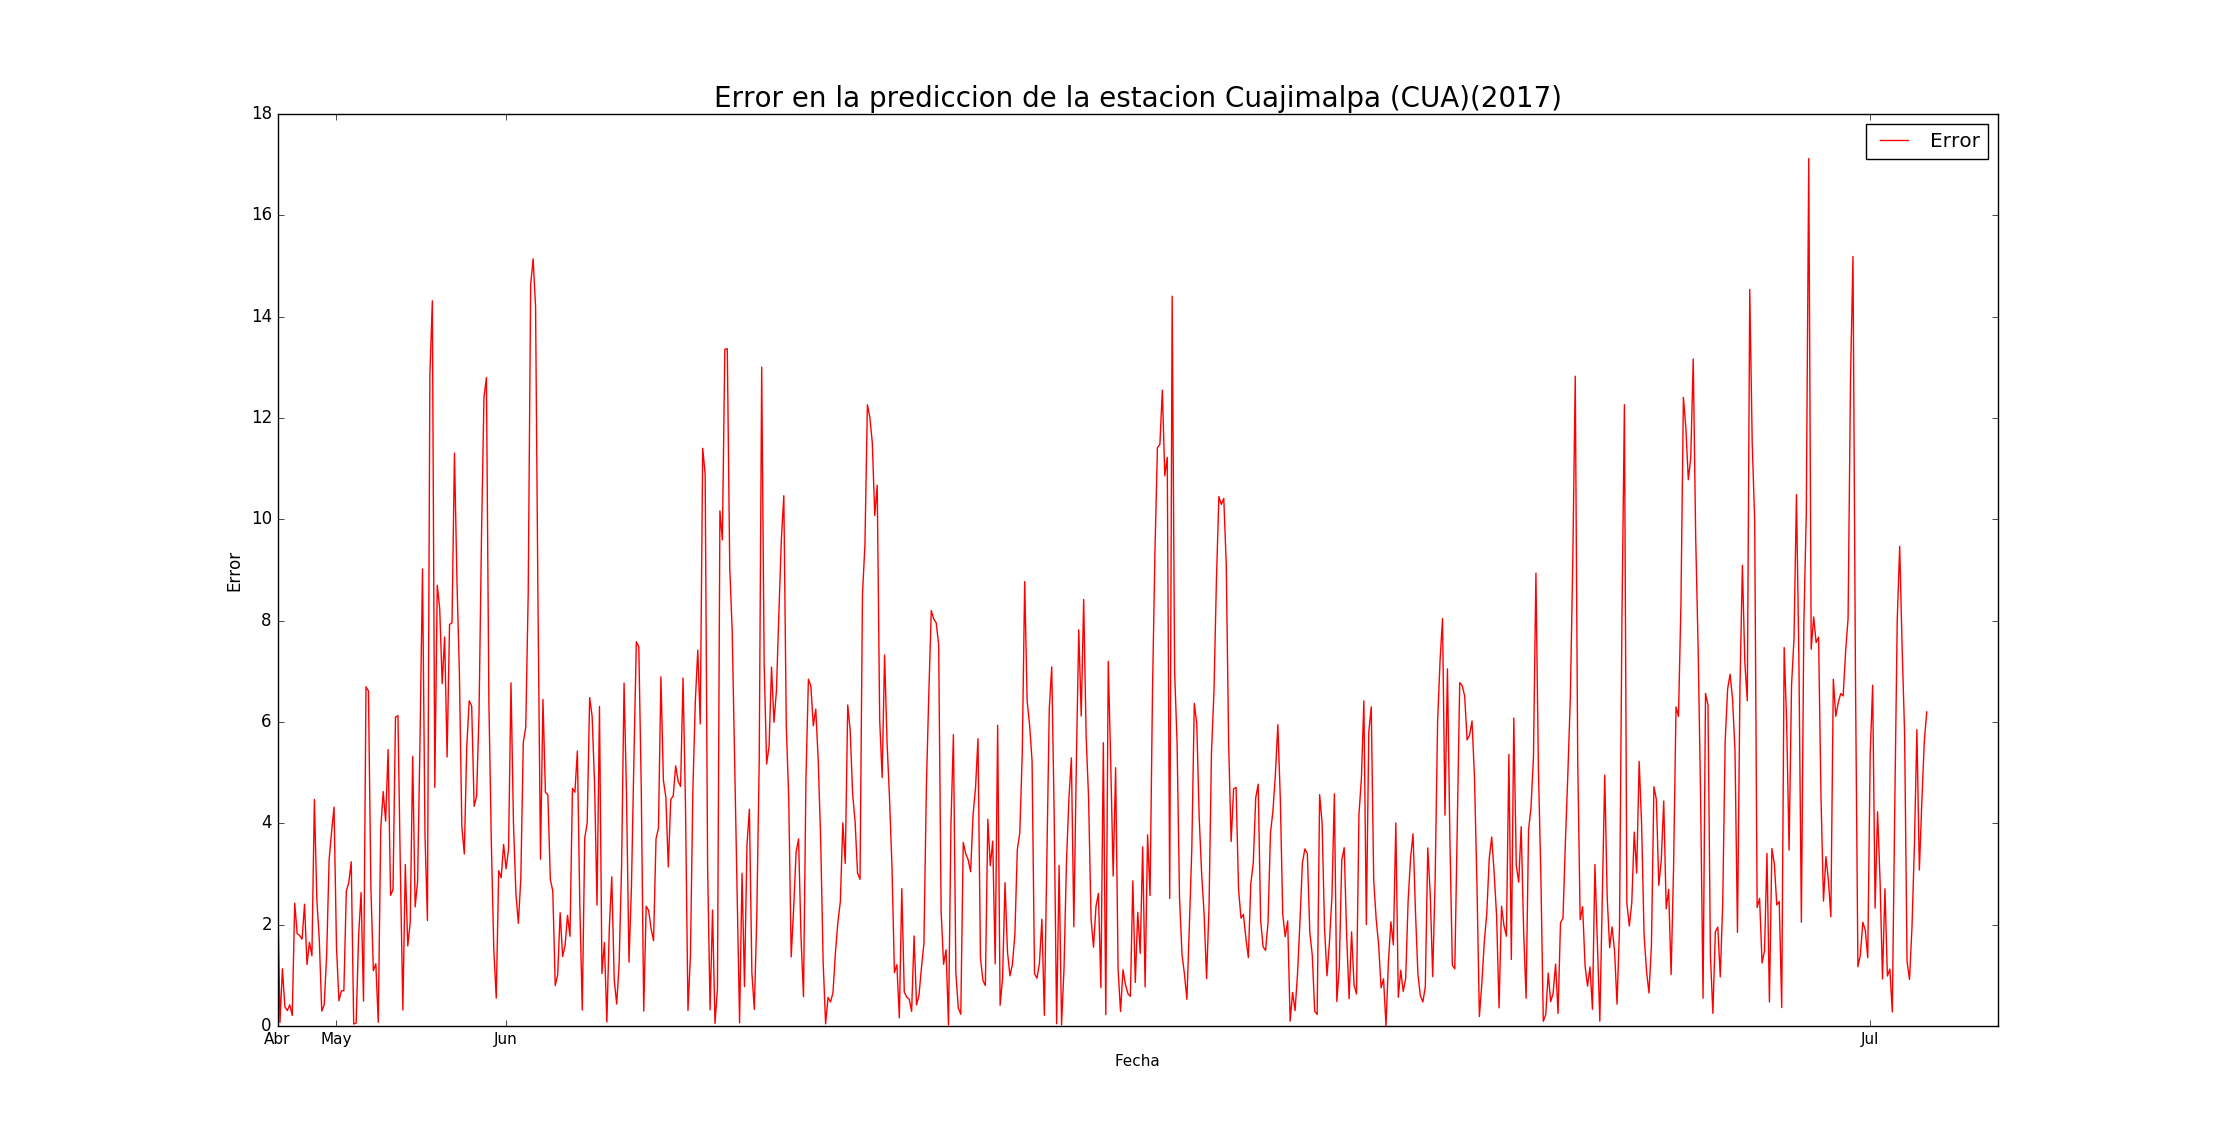 Error en la prediccion de la estacion Cuajimalpa (CUA)(2017)
Error
18
16
14
12
10
8
6
4
2
0
Error
Abr May Jun Jul
Fecha